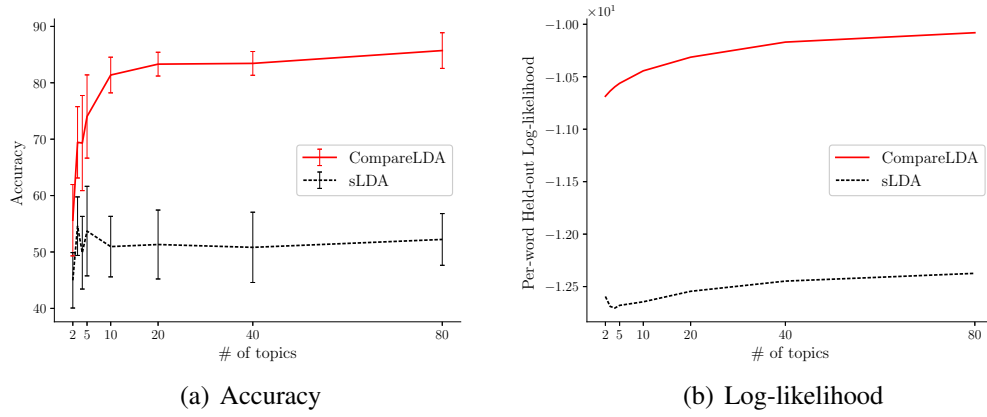 90
80
70
60
50
40
Accuracy
CompareLDA
sLDA
2 5 10 20 40 80
# of topics
(a) Accuracy
×10¹
−1.00
−1.05
−1.10
−1.15
−1.20
−1.25
Per-word Held-out Log-likelihood
CompareLDA
sLDA
2 5 10 20 40 80
# of topics
(b) Log-likelihood